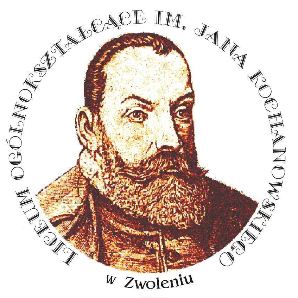 LICEUM OGÓLNOKSZTAŁCĄCE IM. JANA KOCHANOWSKIEGO
w Zwoleniu